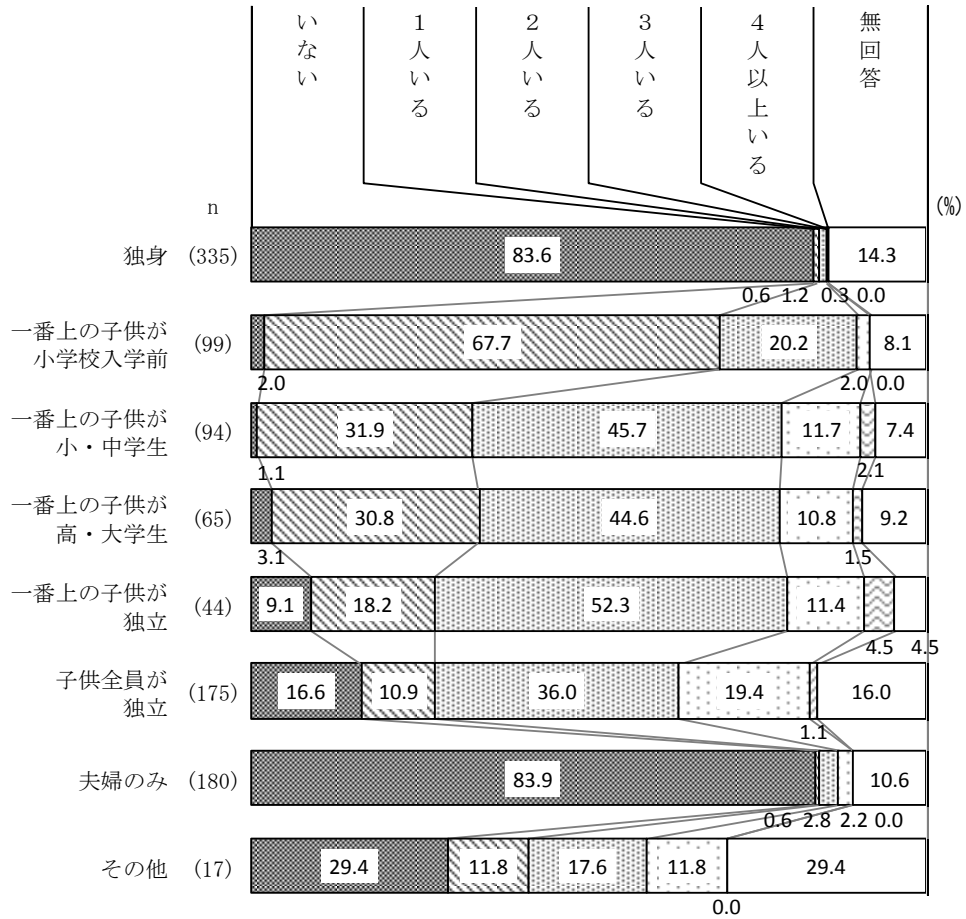 いない
１人いる
２人いる
３人いる
４人以上いる
無回答
n
(%)
独身 (335) 83.6 14.3
0.6 1.2 0.3 0.0
一番上の子供が
小学校入学前 (99) 67.7 20.2 8.1
2.0 2.0 0.0
一番上の子供が
小・中学生 (94) 31.9 45.7 11.7 7.4
1.1 2.1
一番上の子供が
高・大学生 (65) 30.8 44.6 10.8 9.2
3.1 1.5
一番上の子供が
独立 (44) 9.1 18.2 52.3 11.4
4.5 4.5
子供全員が
独立 (175) 16.6 10.9 36.0 19.4 16.0
1.1
夫婦のみ (180) 83.9 10.6
0.6 2.8 2.2 0.0
その他 (17) 29.4 11.8 17.6 11.8 29.4
0.0